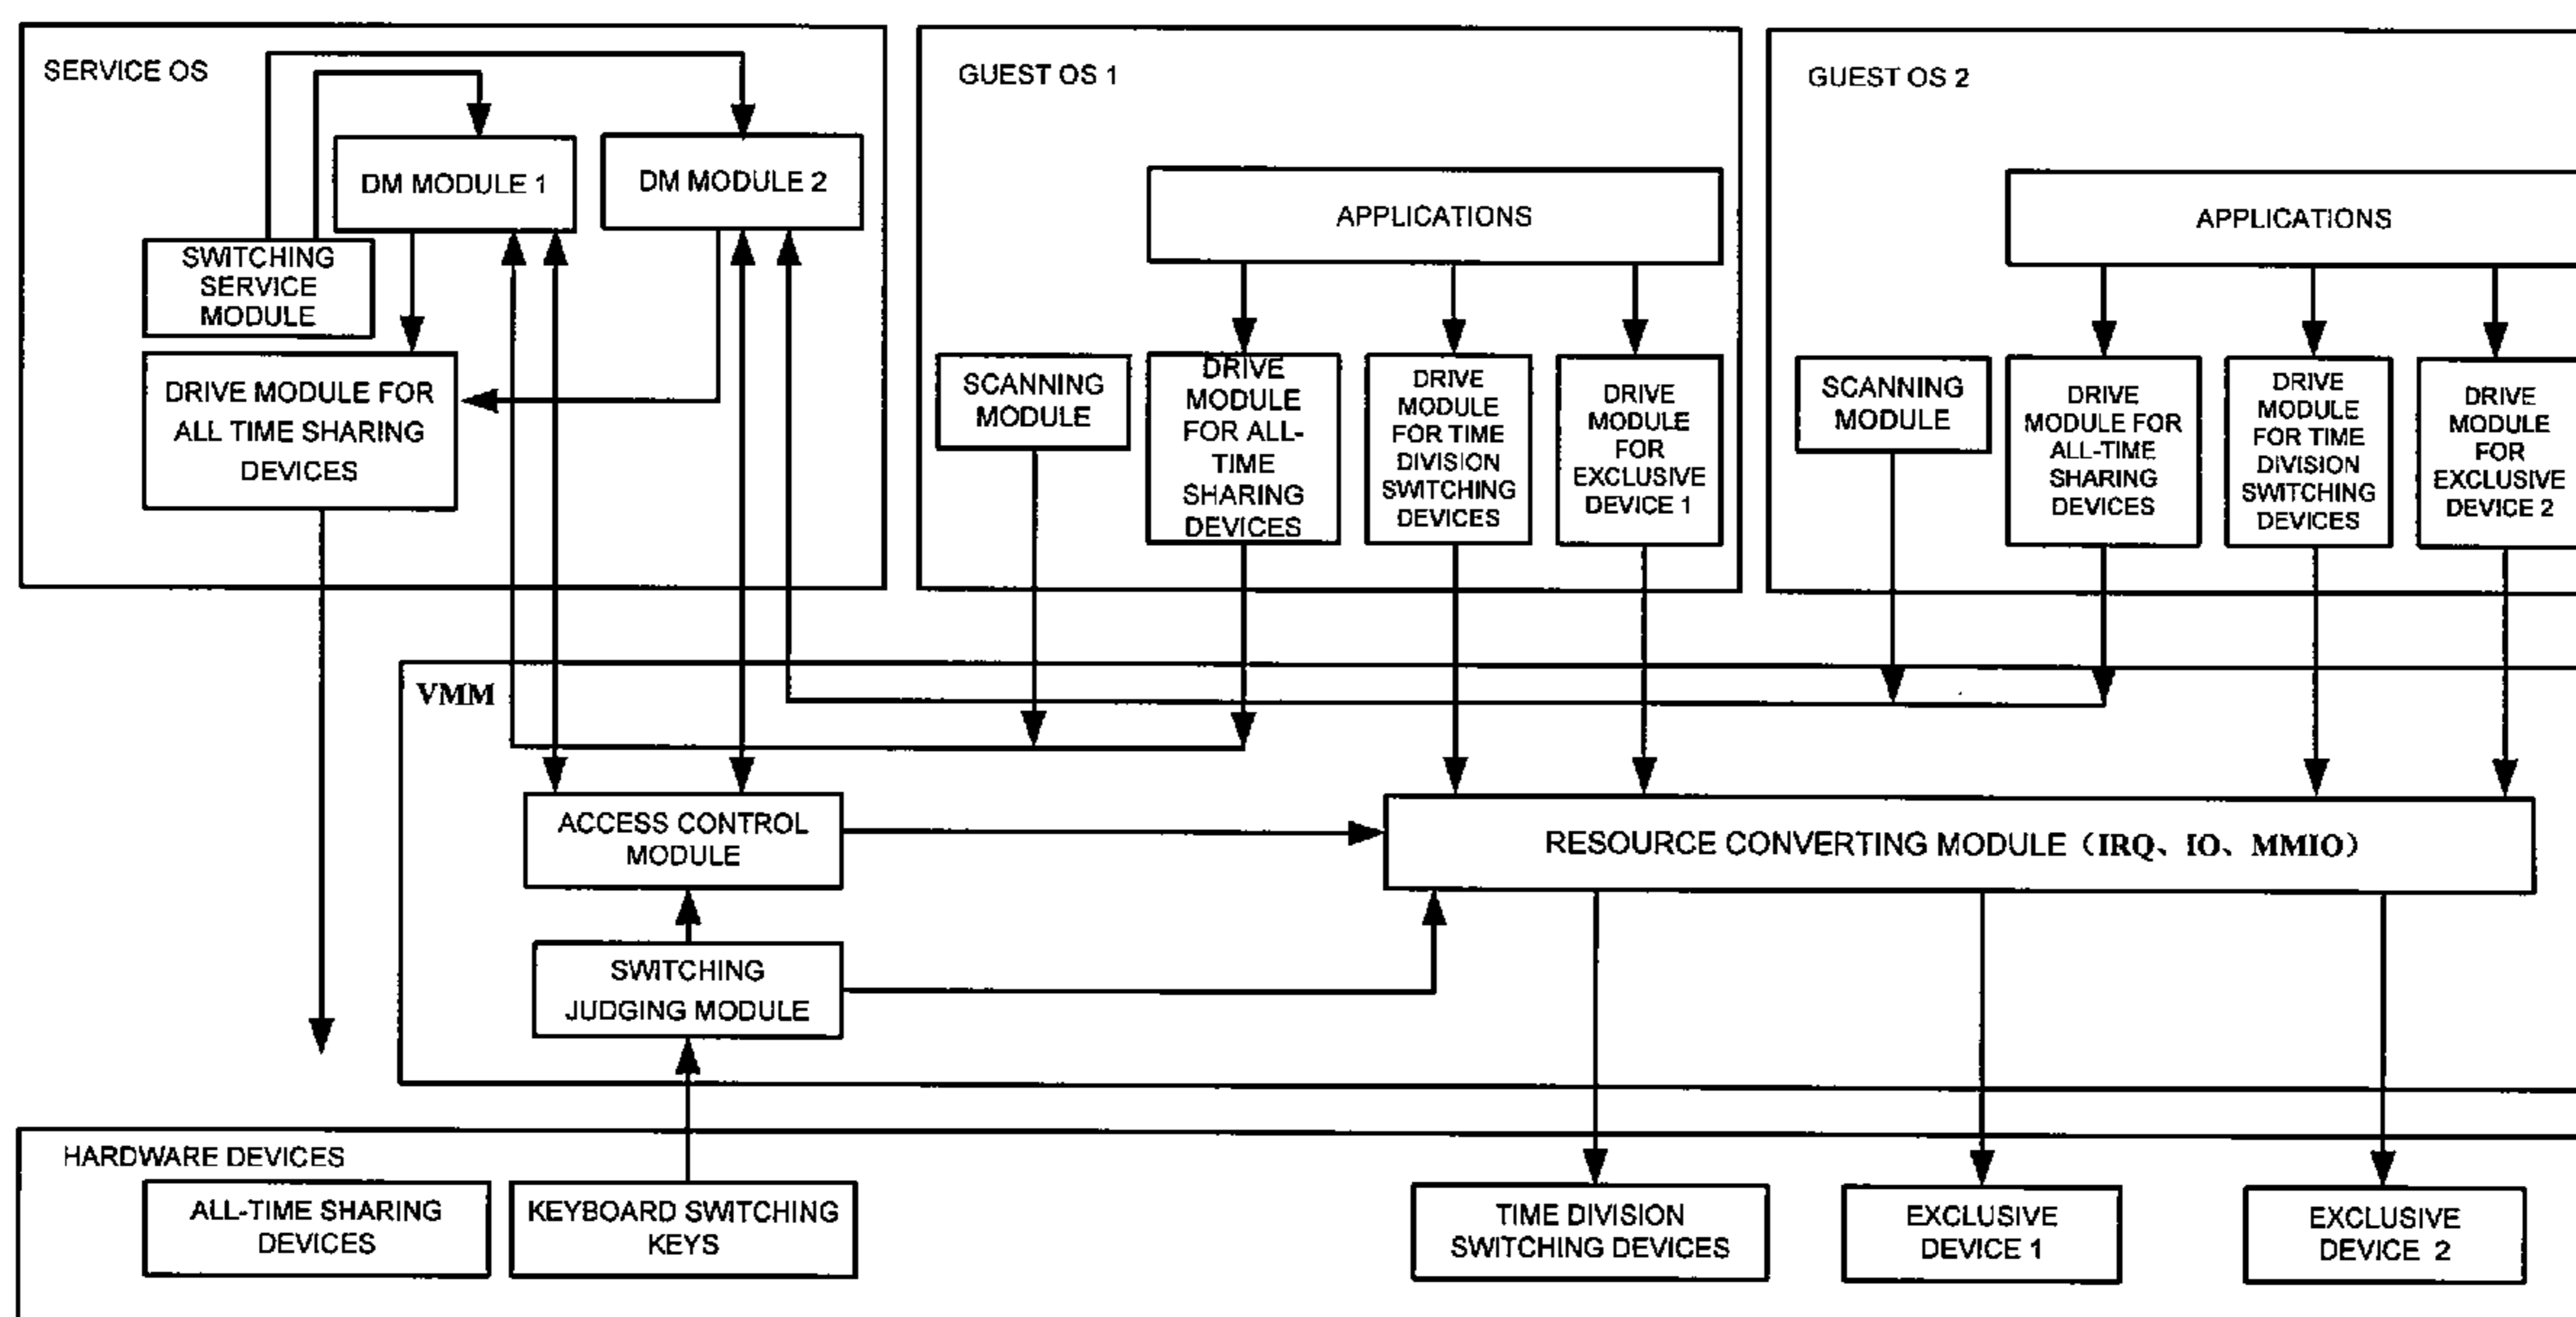 SERVICE OS
DM MODULE 1
DM MODULE 2
SWITCHING
SERVICE
MODULE
DRIVE MODULE FOR
ALL TIME SHARING
DEVICES
GUEST OS 1
APPLICATIONS
SCANNING
MODULE
DRIVE
MODULE
FOR ALL-
TIME
SHARING
DEVICES
DRIVE
MODULE
FOR TIME
DIVISION
SWITCHING
DEVICES
DRIVE
MODULE
FOR
EXCLUSIVE
DEVICE 1
GUEST OS 2
APPLICATIONS
SCANNING
MODULE
DRIVE
MODULE FOR
ALL-TIME
SHARING
DEVICES
DRIVE
MODULE
FOR TIME
DIVISION
SWITCHING
DEVICES
DRIVE
MODULE
FOR
EXCLUSIVE
DEVICE 2
VMM
ACCESS CONTROL
MODULE
RESOURCE CONVERTING MODULE（IRQ、IO、MMIO）
SWITCHING
JUDGING MODULE
HARDWARE DEVICES
ALL-TIME SHARING
DEVICES
KEYBOARD SWITCHING
KEYS
TIME DIVISION
SWITCHING DEVICES
EXCLUSIVE
DEVICE 1
EXCLUSIVE
DEVICE 2